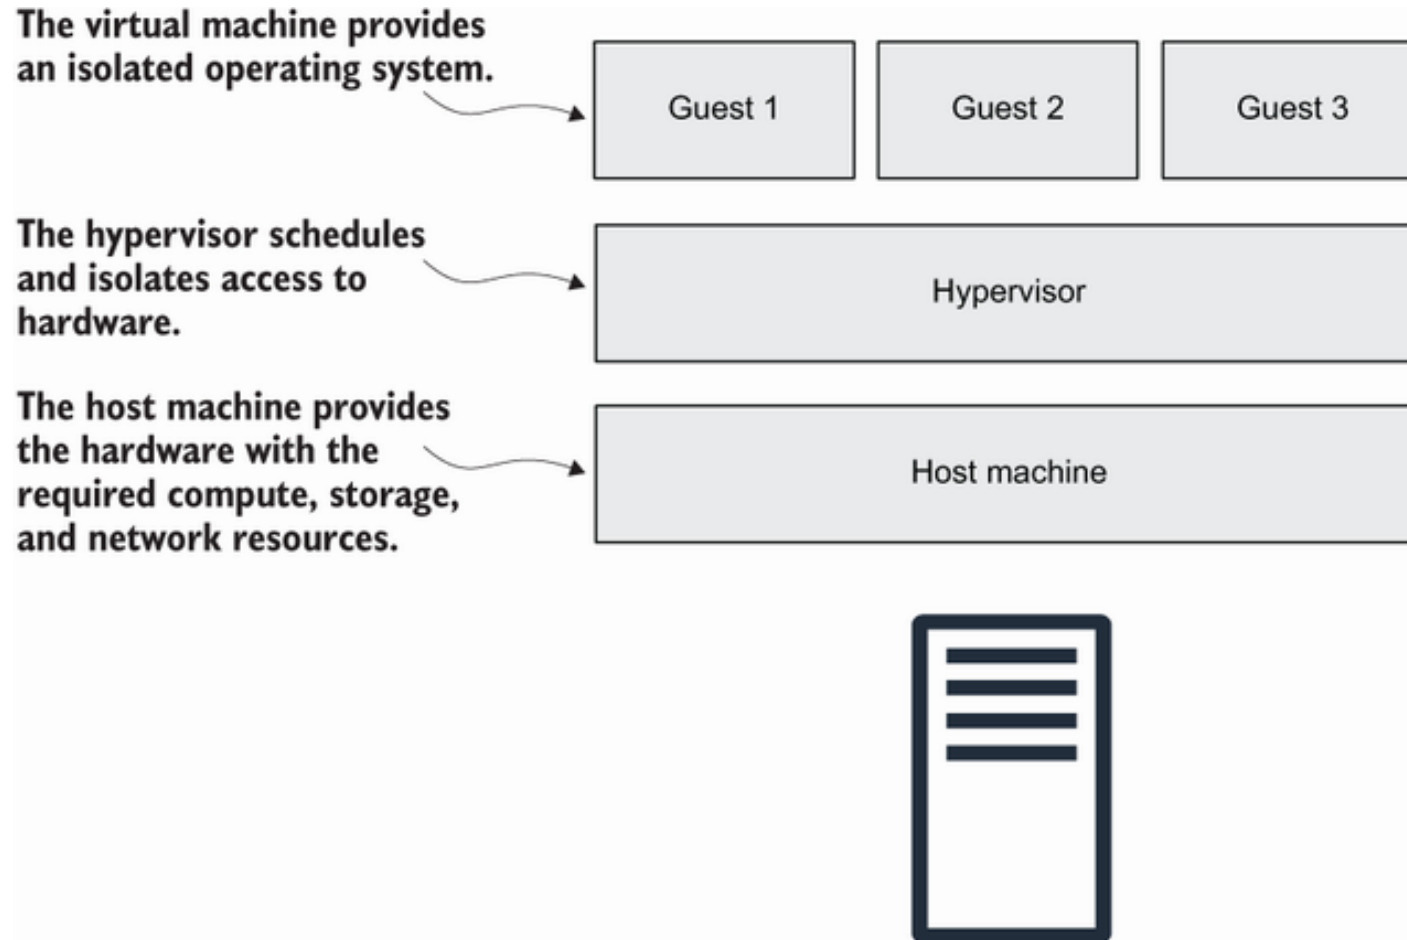 The virtual machine provides
an isolated operating system.
Guest 1
Guest 2
Guest 3
The hypervisor schedules
and isolates access to
hardware.
Hypervisor
The host machine provides
the hardware with the
required compute, storage,
and network resources.
Host machine